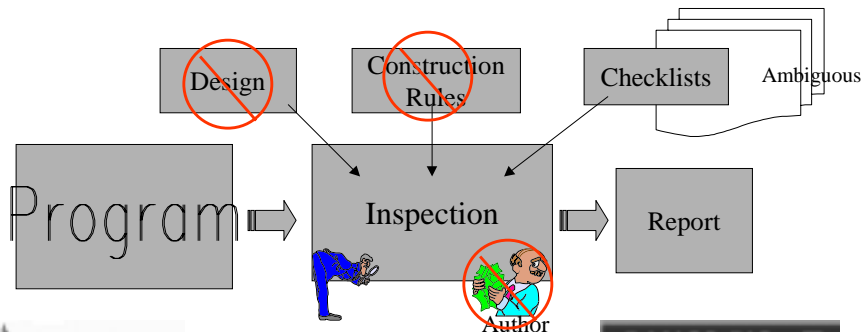 Design
Construction
Rules
Checklists
Ambiguous
Program
Inspection
Report
Author